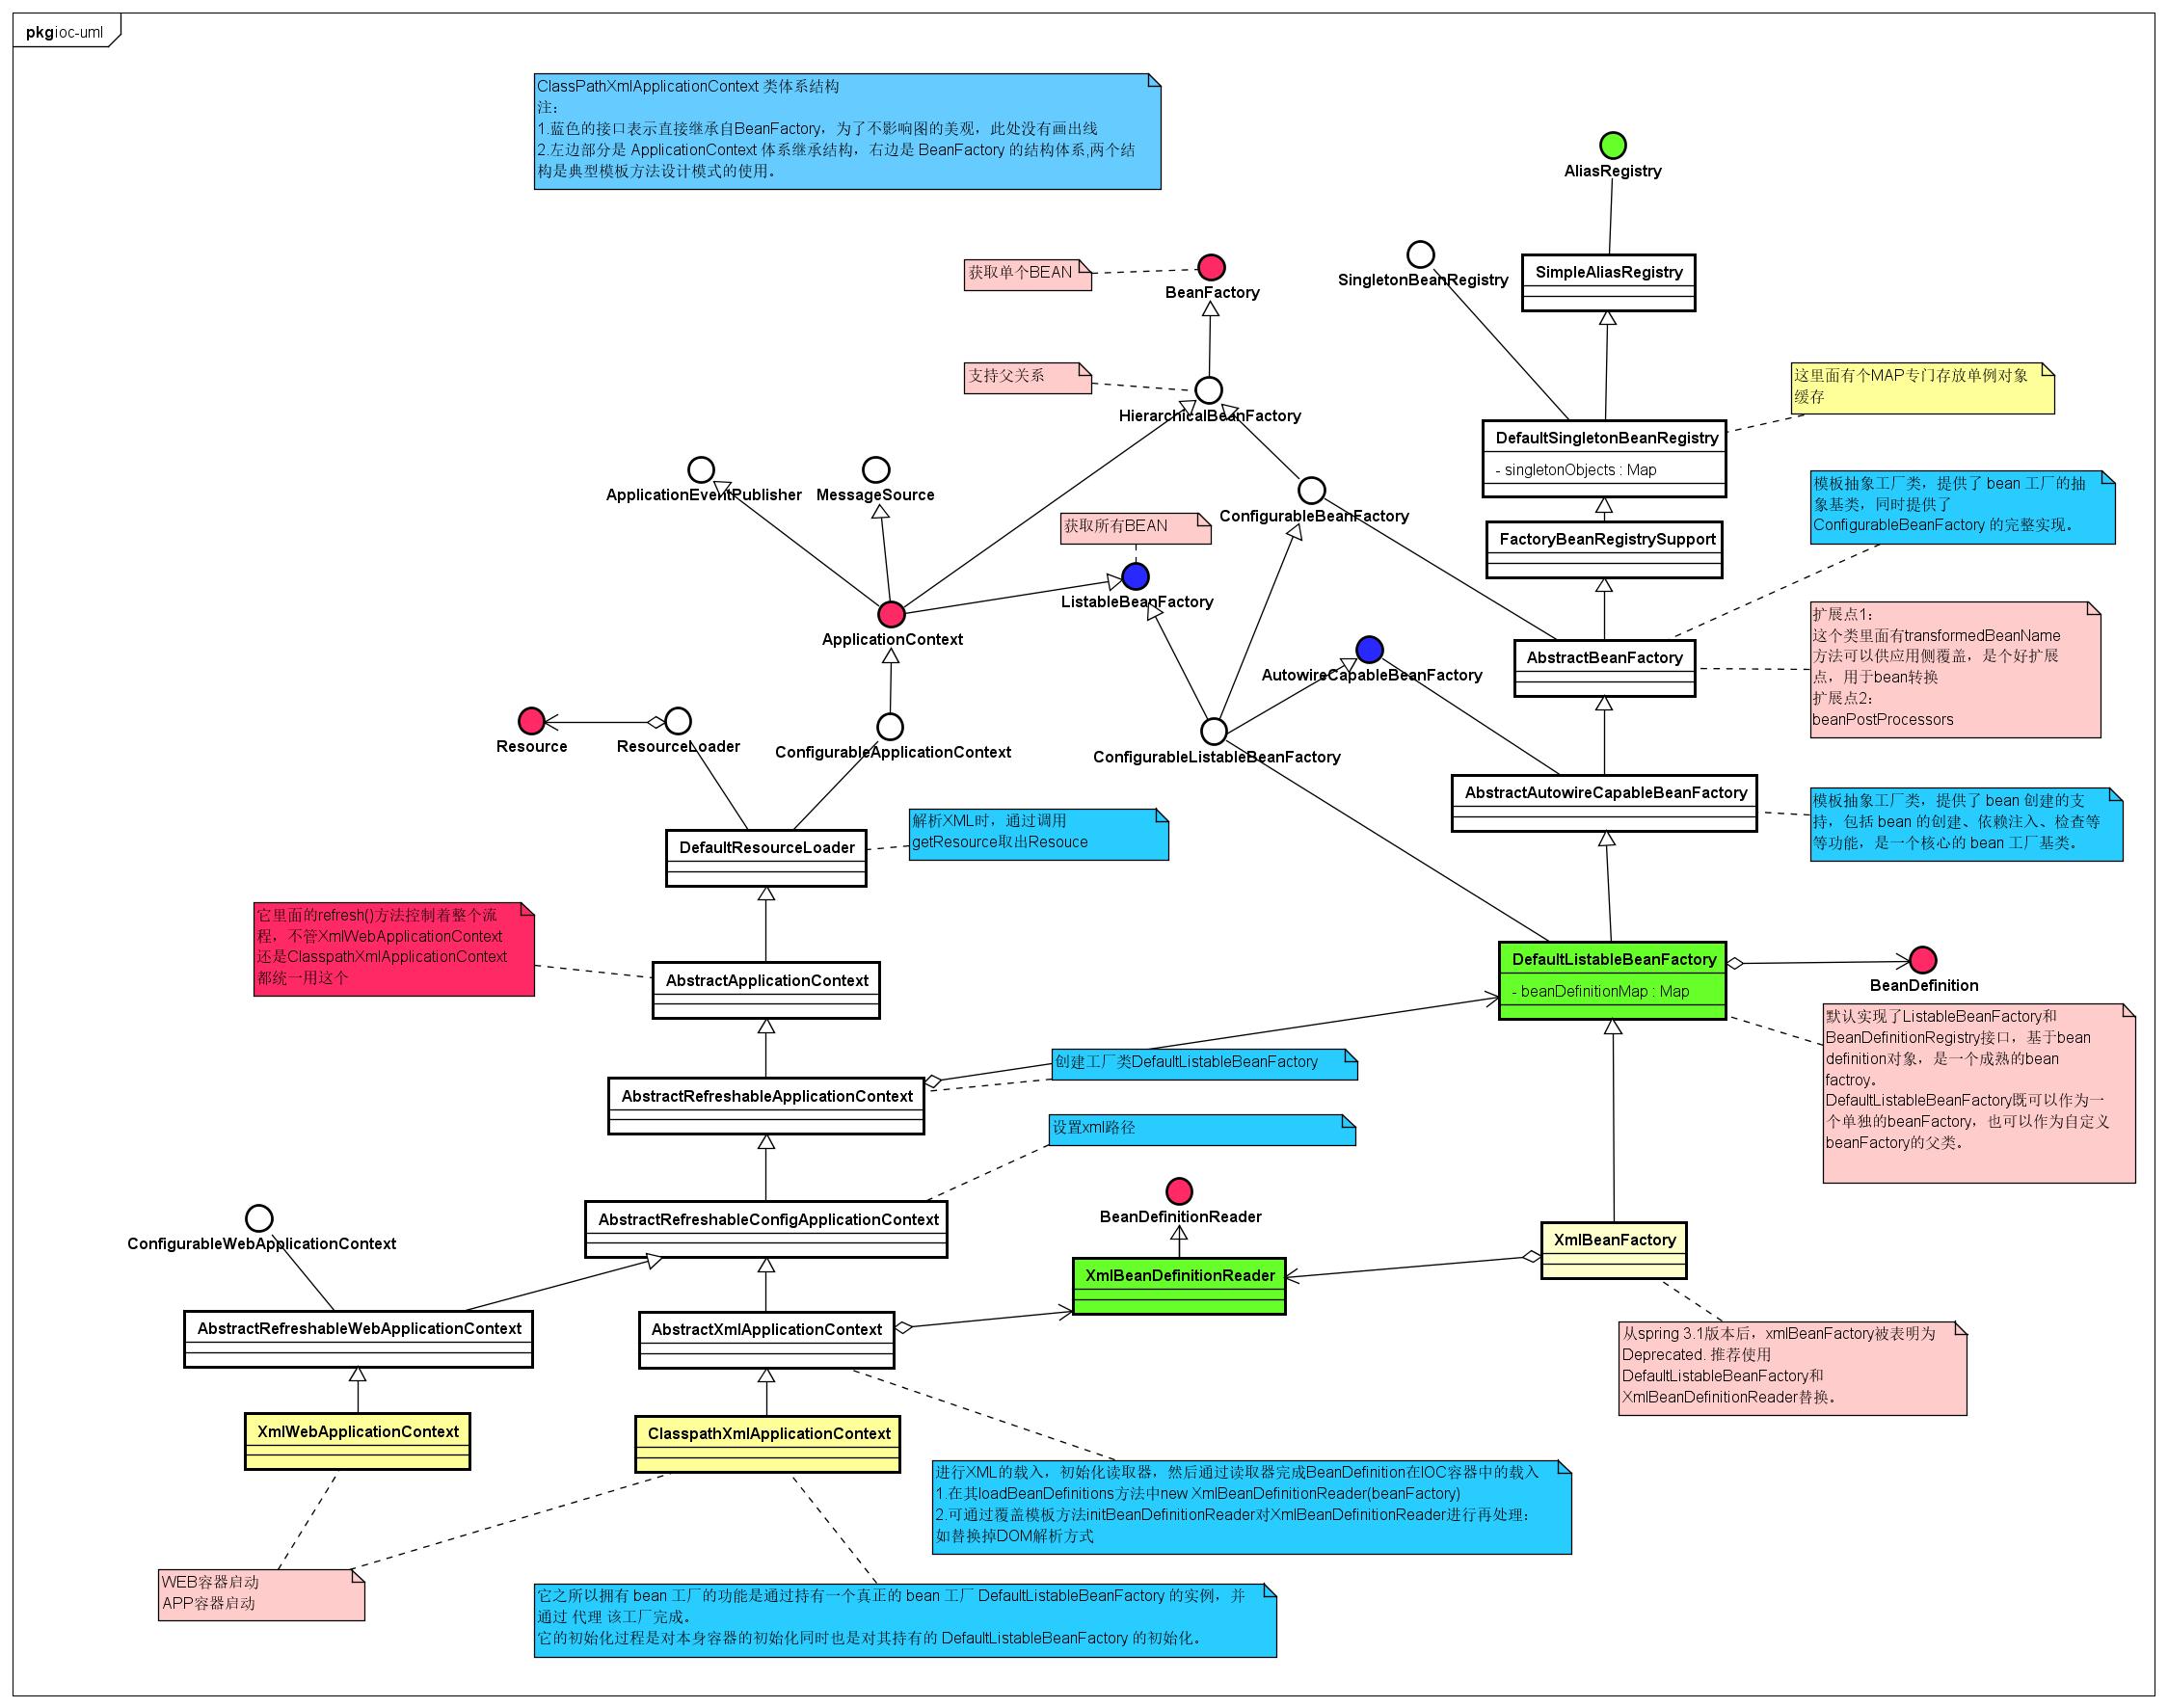 pkg ioc-uml
ClassPathXmlApplicationContext 类体系结构
注：
1.蓝色的接口表示直接继承自BeanFactory，为了不影响图的美观，此处没有画出线
2.左边部分是 ApplicationContext 体系继承结构，右边是 BeanFactory 的结构体系,两个结
构是典型模板方法设计模式的使用。
AliasRegistry
SimpleAliasRegistry
SingletonBeanRegistry
获取单个BEAN
BeanFactory
支持父关系
HierarchicalBeanFactory
这里面有个MAP专门存放单例对象
缓存
DefaultSingletonBeanRegistry
- singletonObjects : Map
ApplicationEventPublisher
MessageSource
ConfigurableBeanFactory
获取所有BEAN
ListableBeanFactory
FactoryBeanRegistrySupport
模板抽象工厂类，提供了 bean 工厂的抽
象基类，同时提供了
ConfigurableBeanFactory 的完整实现。
ApplicationContext
AutowireCapableBeanFactory
AbstractBeanFactory
扩展点1：
这个类里面有transformedBeanName
方法可以供应用侧覆盖，是个好扩展
点，用于bean转换
扩展点2：
beanPostProcessors
Resource
ResourceLoader
ConfigurableApplicationContext
ConfigurableListableBeanFactory
AbstractAutowireCapableBeanFactory
模板抽象工厂类，提供了 bean 创建的支
持，包括 bean 的创建、依赖注入、检查等
等功能，是一个核心的 bean 工厂基类。
DefaultResourceLoader
解析XML时，通过调用
getResource取出Resouce
它里面的refresh()方法控制着整个流
程，不管XmlWebApplicationContext
还是ClasspathXmlApplicationContext
都统一用这个
AbstractApplicationContext
DefaultListableBeanFactory
- beanDefinitionMap : Map
BeanDefinition
默认实现了ListableBeanFactory和
BeanDefinitionRegistry接口，基于bean
definition对象，是一个成熟的bean
factroy。
DefaultListableBeanFactory既可以作为一
个单独的beanFactory，也可以作为自定义
beanFactory的父类。
创建工厂类DefaultListableBeanFactory
AbstractRefreshableApplicationContext
设置xml路径
BeanDefinitionReader
ConfigurableWebApplicationContext
AbstractRefreshableConfigApplicationContext
XmlBeanDefinitionReader
XmlBeanFactory
AbstractRefreshableWebApplicationContext
AbstractXmlApplicationContext
从spring 3.1版本后，xmlBeanFactory被表明为
Deprecated. 推荐使用
DefaultListableBeanFactory和
XmlBeanDefinitionReader替换。
XmlWebApplicationContext
ClasspathXmlApplicationContext
进行XML的载入，初始化读取器，然后通过读取器完成BeanDefinition在IOC容器中的载入
1.在其loadBeanDefinitions方法中new XmlBeanDefinitionReader(beanFactory)
2.可通过覆盖模板方法initBeanDefinitionReader对XmlBeanDefinitionReader进行再处理：
如替换掉DOM解析方式
WEB容器启动
APP容器启动
它之所以拥有 bean 工厂的功能是通过持有一个真正的 bean 工厂 DefaultListableBeanFactory 的实例，并
通过 代理 该工厂完成。
它的初始化过程是对本身容器的初始化同时也是对其持有的 DefaultListableBeanFactory 的初始化。